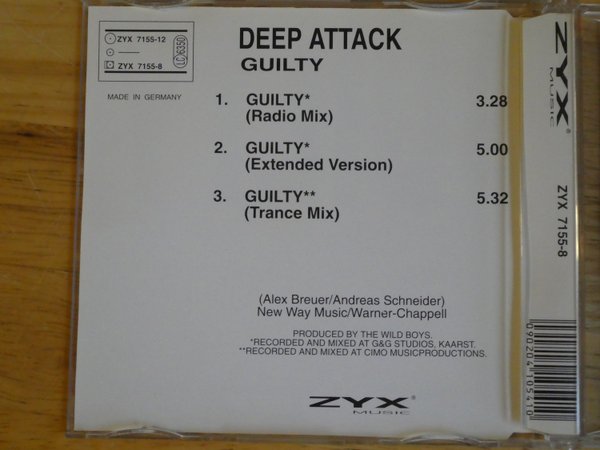 ZYX 7155-12
ZYX 7155-8
LC 6350
MADE IN GERMANY
DEEP ATTACK
GUILTY
1. GUILTY* 3.28
(Radio Mix)
2. GUILTY* 5.00
(Extended Version)
3. GUILTY** 5.32
(Trance Mix)
(Alex Breuer/Andreas Schneider)
New Way Music/Warner-Chappell
PRODUCED BY THE WILD BOYS.
*RECORDED AND MIXED AT G&G STUDIOS, KAARST.
**RECORDED AND MIXED AT CIMO MUSICPRODUCTIONS.
ZYX
MUSIC
ZYX®
MUSIC
ZYX 7155-8
090204105410